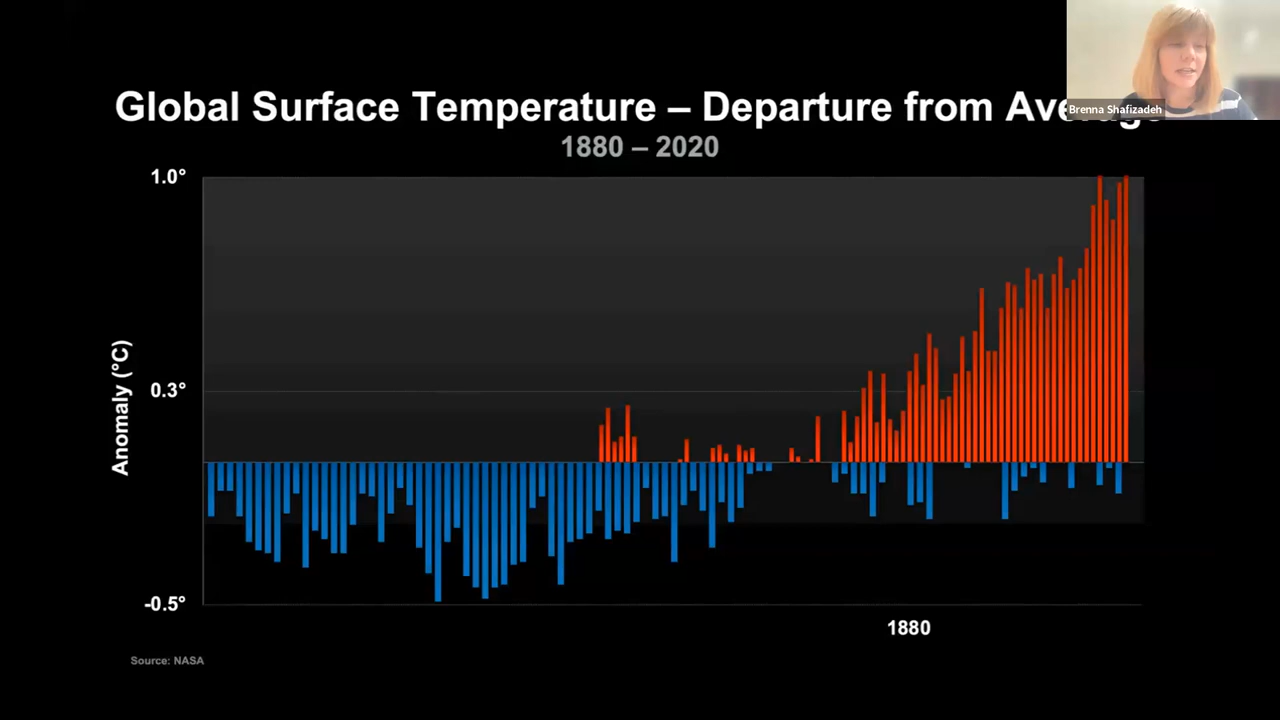 Global Surface Temperature – Departure from Average
1880 – 2020
Brenna Shafizadeh
1.0°
0.3°
-0.5°
Anomaly (°C)
1880
Source: NASA